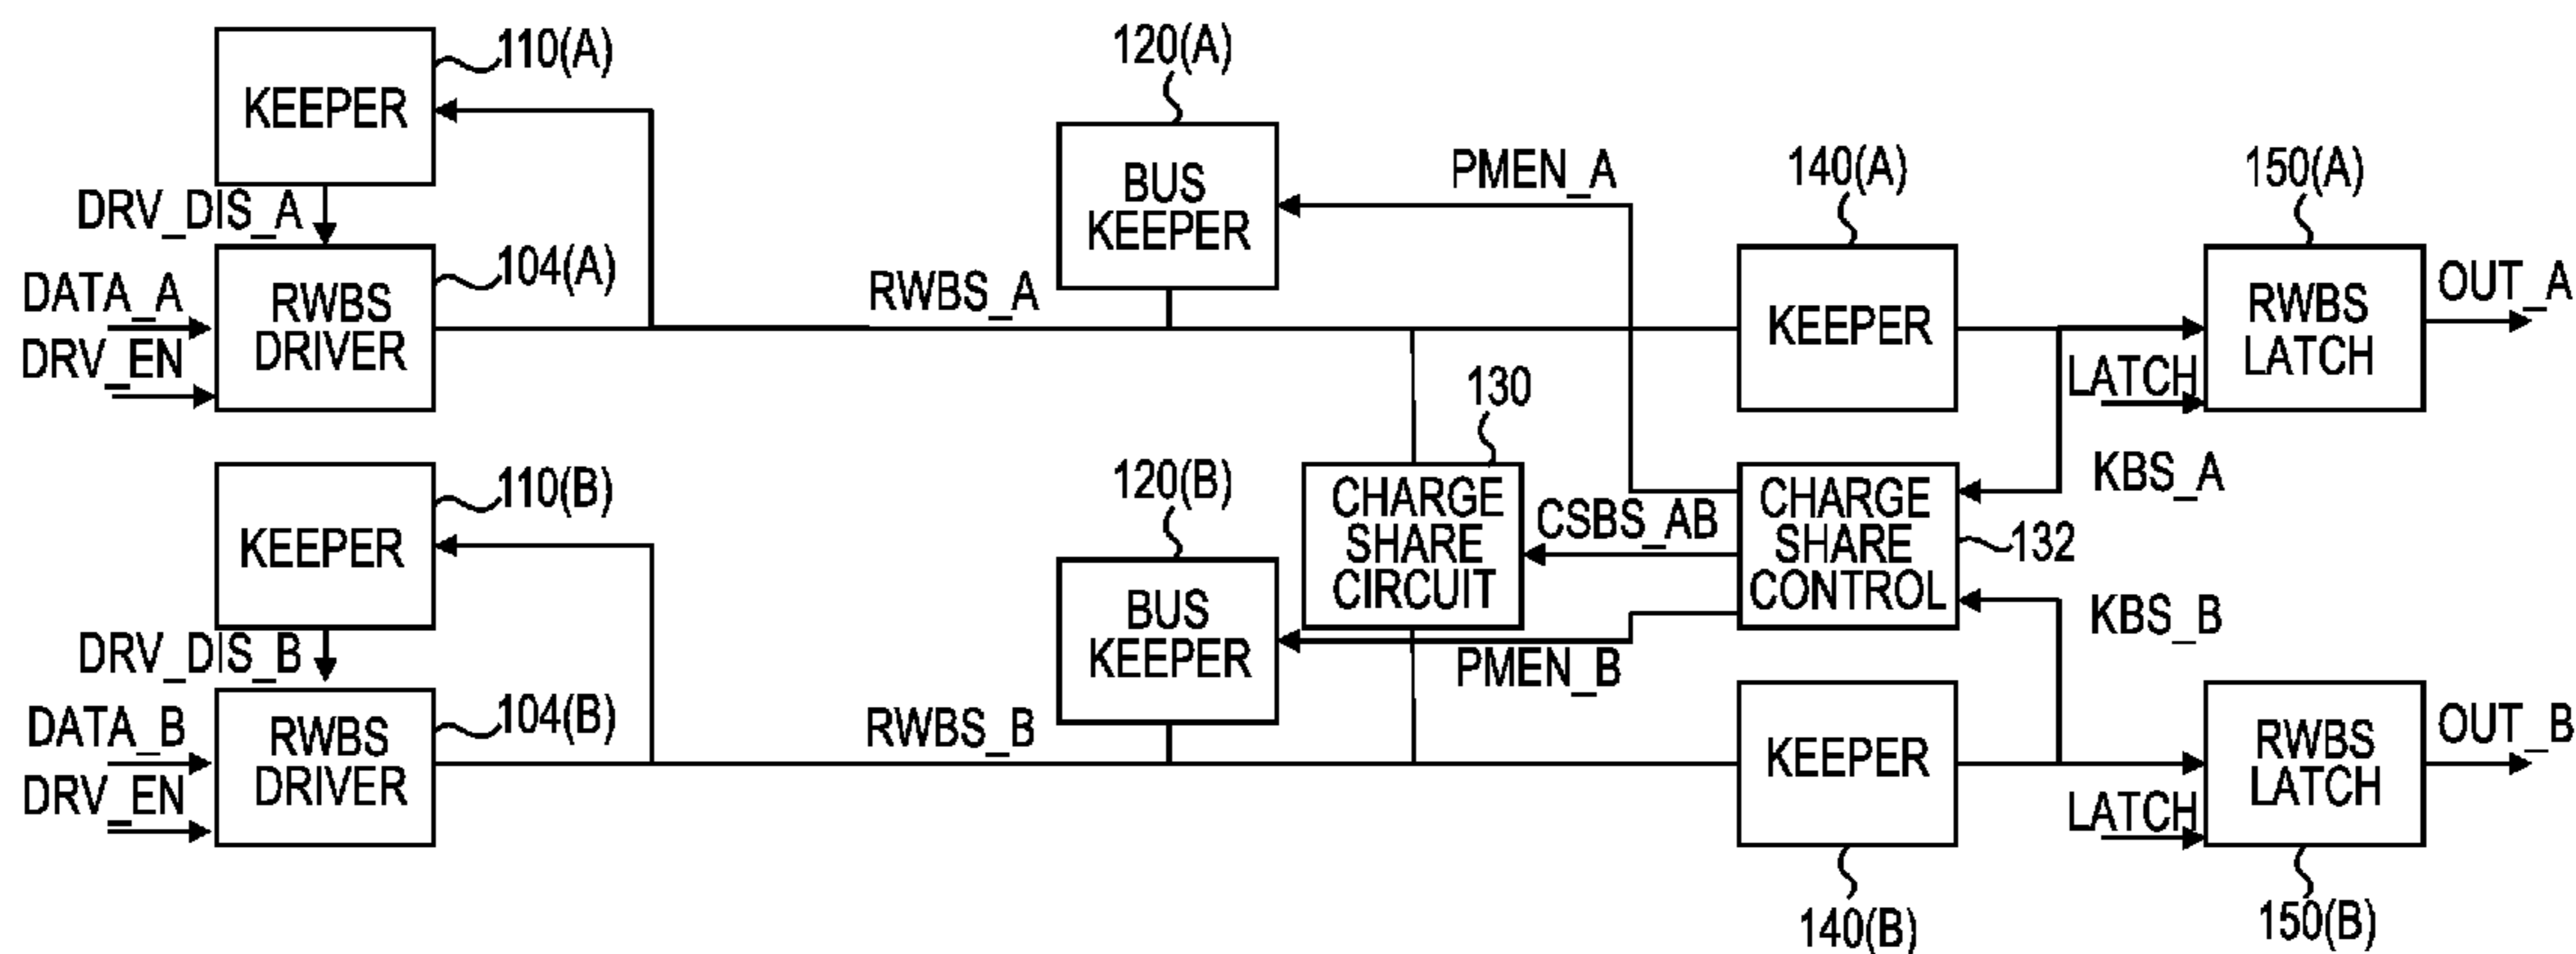 110(A)
KEEPER
DRV_DIS_A
104(A)
DATA_A
DRV_EN
RWBS
DRIVER
RWBS_A
120(A)
BUS
KEEPER
PMEN_A
140(A)
KEEPER
150(A)
RWBS
LATCH
LATCH
OUT_A
KBS_A
130
CHARGE
SHARE
CIRCUIT
CSBS_AB
CHARGE
SHARE
CONTROL
132
KBS_B
110(B)
KEEPER
DRV_DIS_B
104(B)
DATA_B
DRV_EN
RWBS
DRIVER
RWBS_B
120(B)
BUS
KEEPER
PMEN_B
KEEPER
140(B)
LATCH
RWBS
LATCH
150(B)
OUT_B